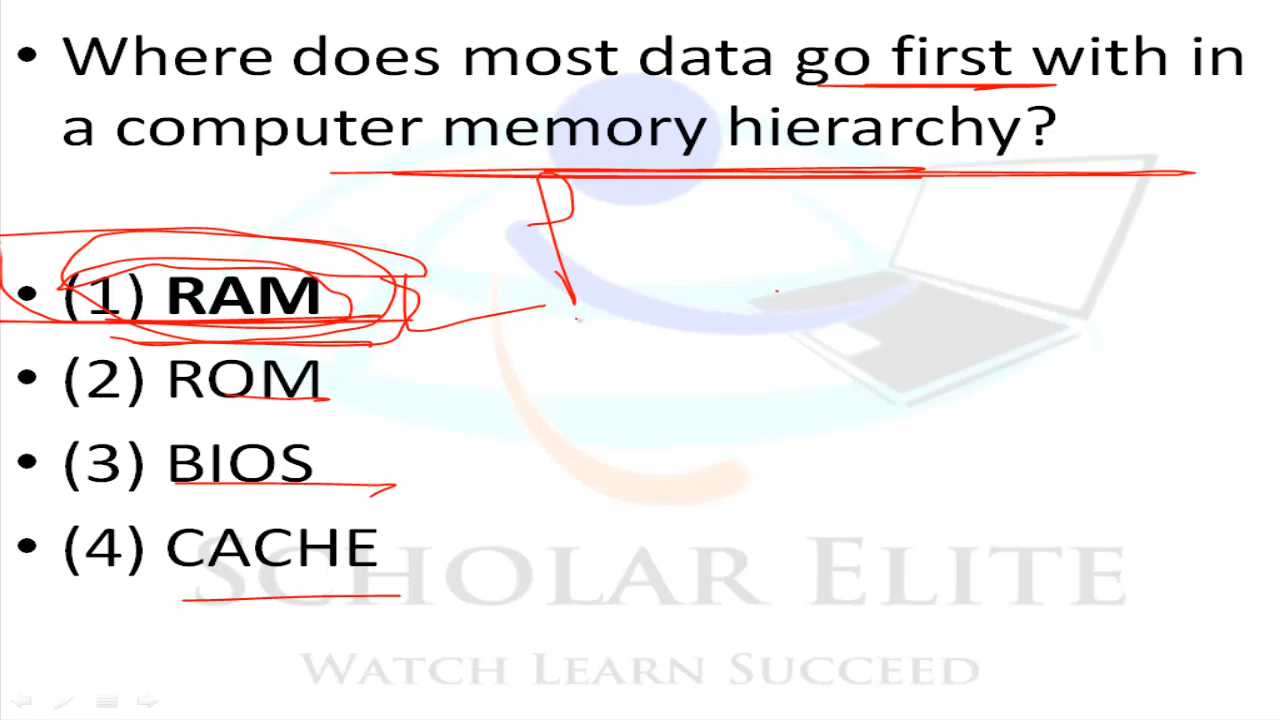 • Where does most data go first with in
a computer memory hierarchy?
• (1) RAM
• (2) ROM
• (3) BIOS
• (4) CACHE
SCHOLAR ELITE
WATCH LEARN SUCCEED